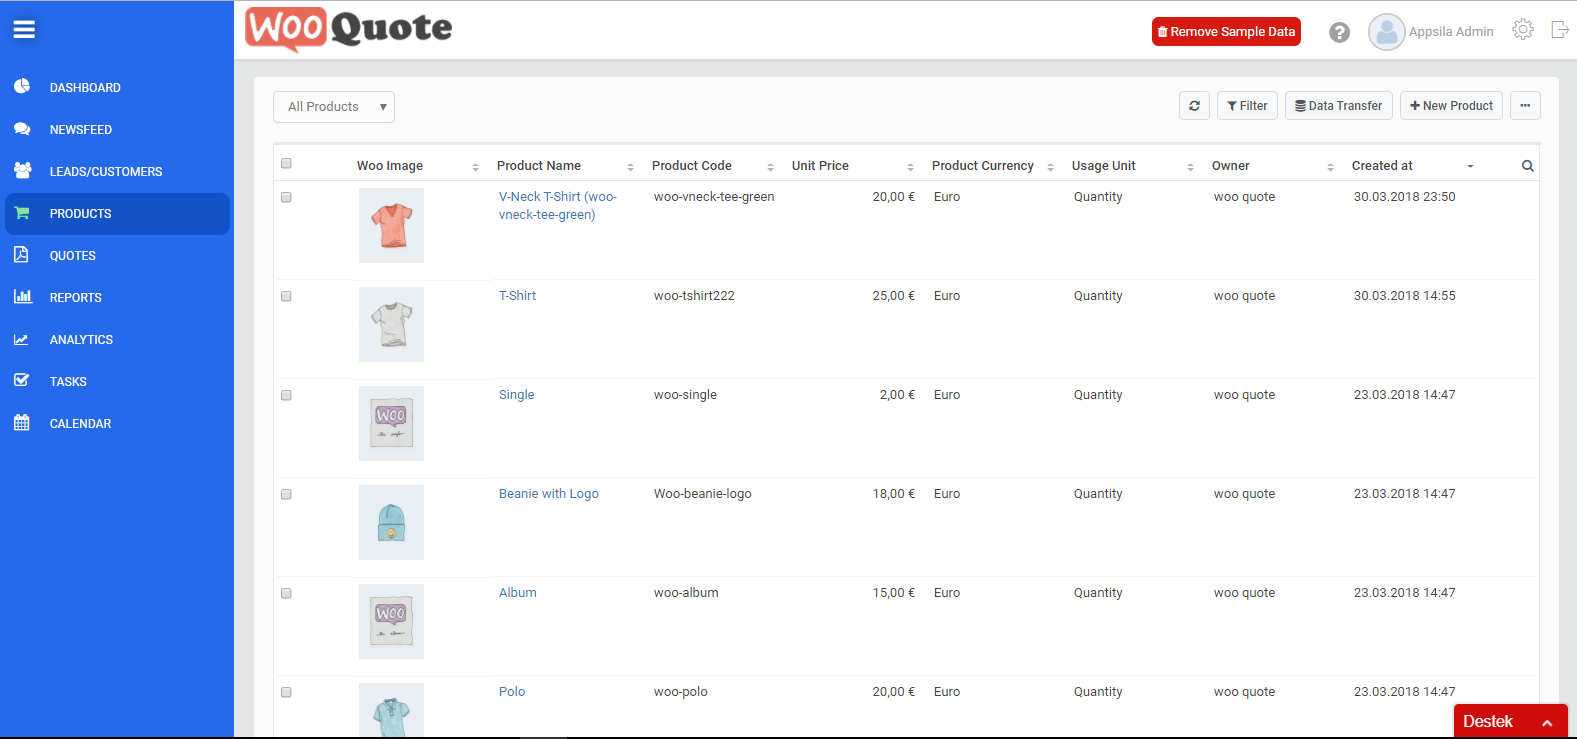 WOO Quote
Remove Sample Data
?
Appsila Admin
DASHBOARD
NEWSFEED
LEADS/CUSTOMERS
PRODUCTS
QUOTES
REPORTS
ANALYTICS
TASKS
CALENDAR
All Products
Filter
Data Transfer
New Product
Woo Image Product Name Product Code Unit Price Product Currency Usage Unit Owner Created at
V-Neck T-Shirt (woo- woo-vneck-tee-green 20,00 € Euro Quantity woo quote 30.03.2018 23:50
vneck-tee-green)
T-Shirt woo-tshirt222 25,00 € Euro Quantity woo quote 30.03.2018 14:55
Single woo-single 2,00 € Euro Quantity woo quote 23.03.2018 14:47
WOO
Beanie with Logo Woo-beanie-logo 18,00 € Euro Quantity woo quote 23.03.2018 14:47
Album woo-album 15,00 € Euro Quantity woo quote 23.03.2018 14:47
WOO
Polo woo-polo 20,00 € Euro Quantity woo quote 23.03.2018 14:47
Destek